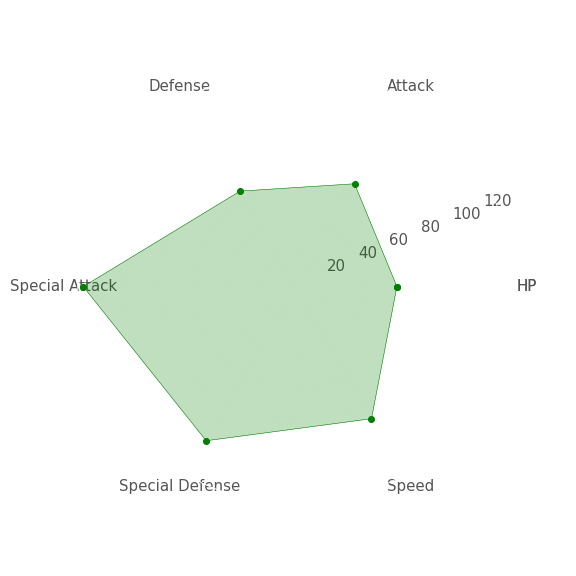 Defense
Attack
120
100
80
60
40
20
Special Attack
HP
Special Defense
Speed